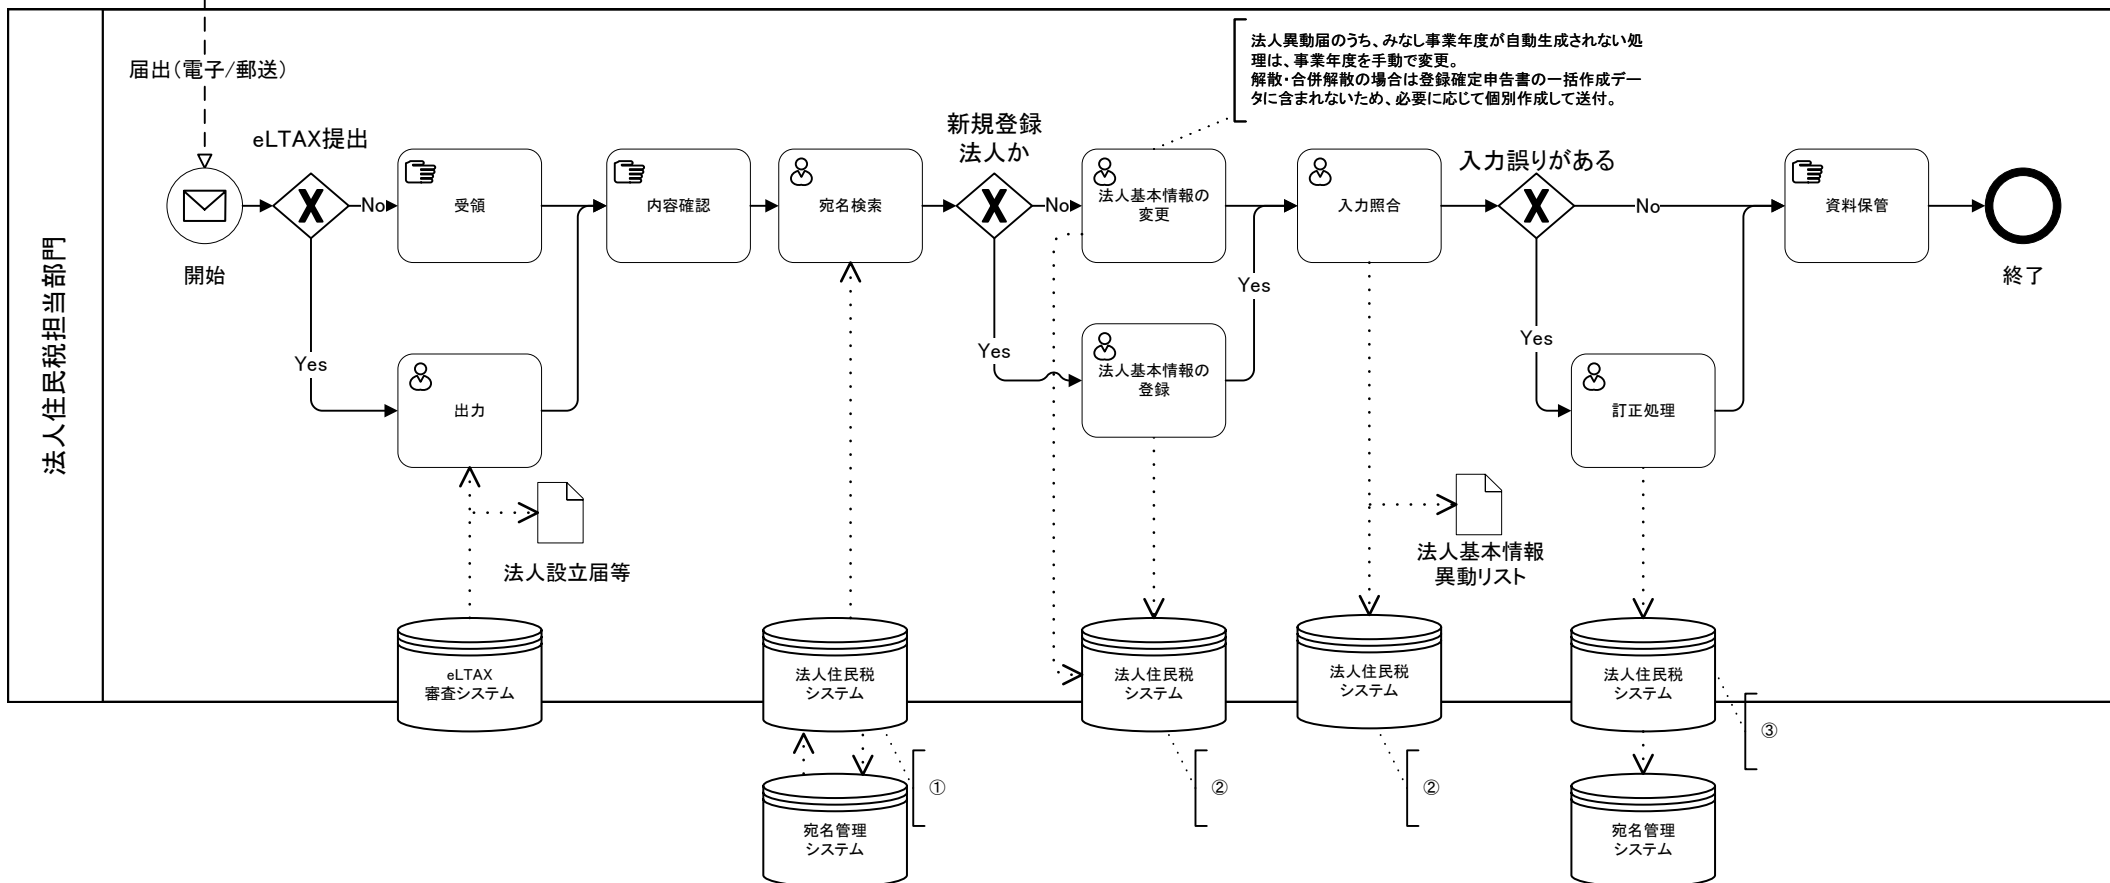 法人異動届のうち、みなし事業年度が自動生成されない処
理は、事業年度を手動で変更。
解散・合併解散の場合は登録確定申告書の一括作成デー
タに含まれないため、必要に応じて個別作成して送付。
届出(電子/郵送)
法人住民税担当部門
開始
eLTAX提出
No
Yes
受領
出力
法人設立届等
eLTAX
審査システム
内容確認
宛名検索
法人住民税
システム
宛名管理
システム
①
新規登録
法人か
No
Yes
法人基本情報の
変更
法人基本情報の
登録
法人住民税
システム
②
Yes
入力照合
法人基本情報
異動リスト
法人住民税
システム
②
入力誤りがある
No
Yes
訂正処理
法人住民税
システム
③
宛名管理
システム
資料保管
終了